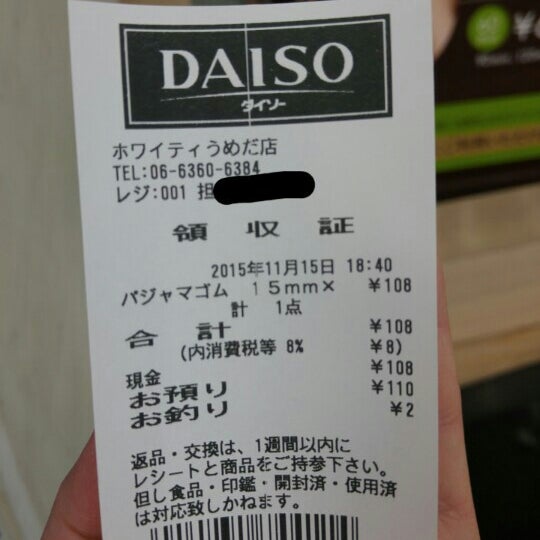 DAISO
ダイソー
ホワイティうめだ店
TEL:06-6360-6384
レジ:001 担
領 収 証
2015年11月15日 18:40
パジャマゴム 15mm× ¥108
計 1点
合 計 ¥108
(内消費税等 8% ¥8)
現金 ¥108
お預り ¥110
お釣り ¥2
返品・交換は、1週間以内に
レシートと商品をご持参下さい。
但し食品・印鑑・開封済・使用済
は対応致しかねます。